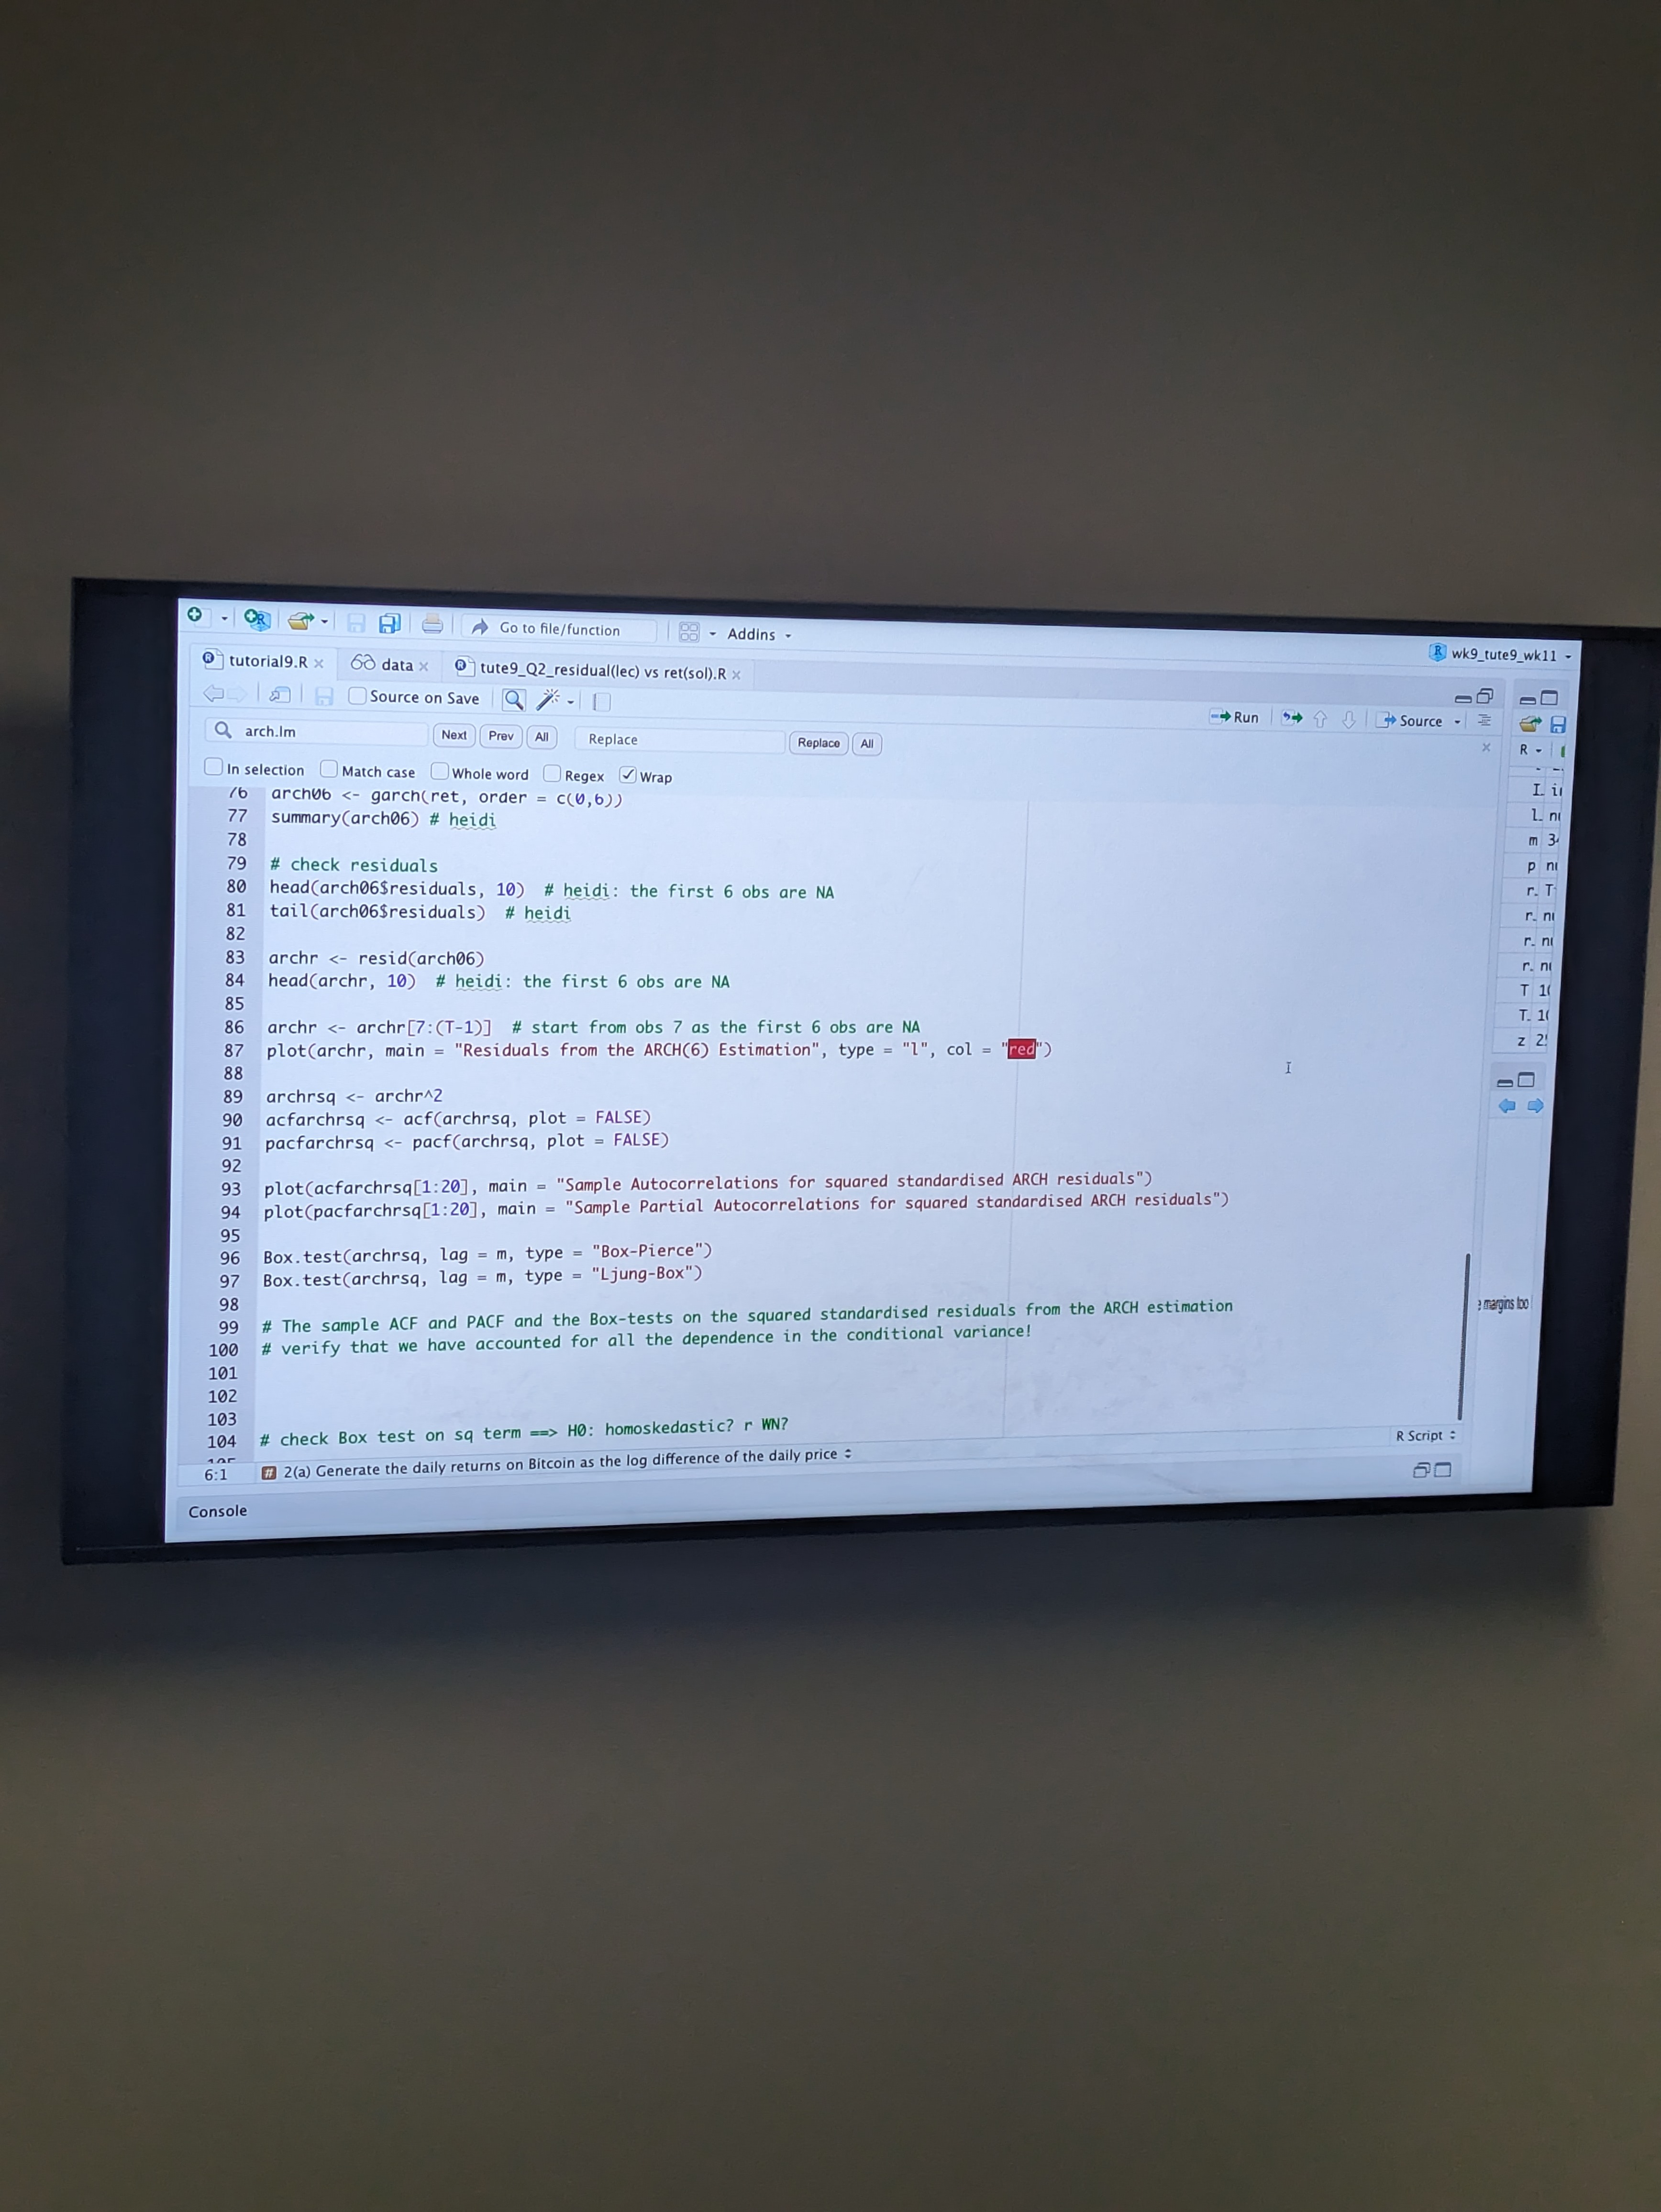 Go to file/function
Addins
wk9_tute9_wk11
tutorial9.R
data
tute9_Q2_residual(lec) vs ret(sol).R
Source on Save
Run
Source
arch.lm
Next
Prev
All
Replace
Replace
All
In selection
Match case
Whole word
Regex
Wrap
76 arch06 <- garch(ret, order = c(0,6))
77 summary(arch06) # heidi
78
79 # check residuals
80 head(arch06$residuals, 10)  # heidi: the first 6 obs are NA
81 tail(arch06$residuals)  # heidi
82
83 archr <- resid(arch06)
84 head(archr, 10)  # heidi: the first 6 obs are NA
85
86 archr <- archr[7:(T-1)]  # start from obs 7 as the first 6 obs are NA
87 plot(archr, main = "Residuals from the ARCH(6) Estimation", type = "l", col = "red")
88
89 archrsq <- archr^2
90 acfarchrsq <- acf(archrsq, plot = FALSE)
91 pacfarchrsq <- pacf(archrsq, plot = FALSE)
92
93 plot(acfarchrsq[1:20], main = "Sample Autocorrelations for squared standardised ARCH residuals")
94 plot(pacfarchrsq[1:20], main = "Sample Partial Autocorrelations for squared standardised ARCH residuals")
95
96 Box.test(archrsq, lag = m, type = "Box-Pierce")
97 Box.test(archrsq, lag = m, type = "Ljung-Box")
98
99 # The sample ACF and PACF and the Box-tests on the squared standardised residuals from the ARCH estimation
100 # verify that we have accounted for all the dependence in the conditional variance!
101
102
103
104 # check Box test on sq term ==> H0: homoskedastic? r WN?
6:1
# 2(a) Generate the daily returns on Bitcoin as the log difference of the daily price
R Script
Console
R
m 3
p
r. T
T 1
T. 1
z 2
margins too